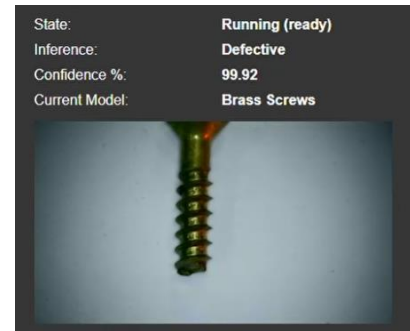 State: Running (ready)
Inference: Defective
Confidence %: 99.92
Current Model: Brass Screws